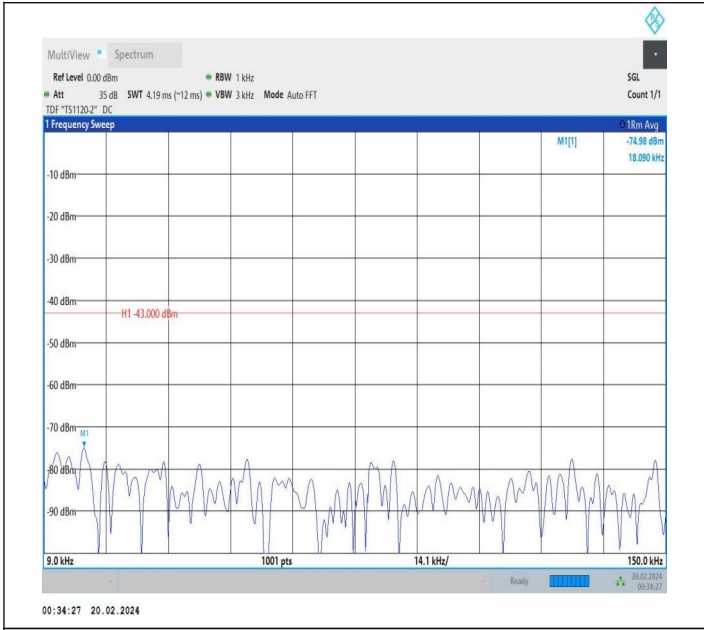 R S
MultiView Spectrum
Ref Level 0.00 dBm RBW 1 kHz SGL
Att 35 dB SWT 4.19 ms (~12 ms) VBW 3 kHz Mode Auto FFT Count 1/1
TDF "TS1120-2" DC
1 Frequency Sweep 1Rm Avg
M1[1] -74.98 dBm
18.090 kHz
-10 dBm
-20 dBm
-30 dBm
-40 dBm
H1 -43.000 dBm
-50 dBm
-60 dBm
-70 dBm
M1
-80 dBm
-90 dBm
9.0 kHz 1001 pts 14.1 kHz/ 150.0 kHz
Ready 20.02.2024
00:34:27
00:34:27 20.02.2024